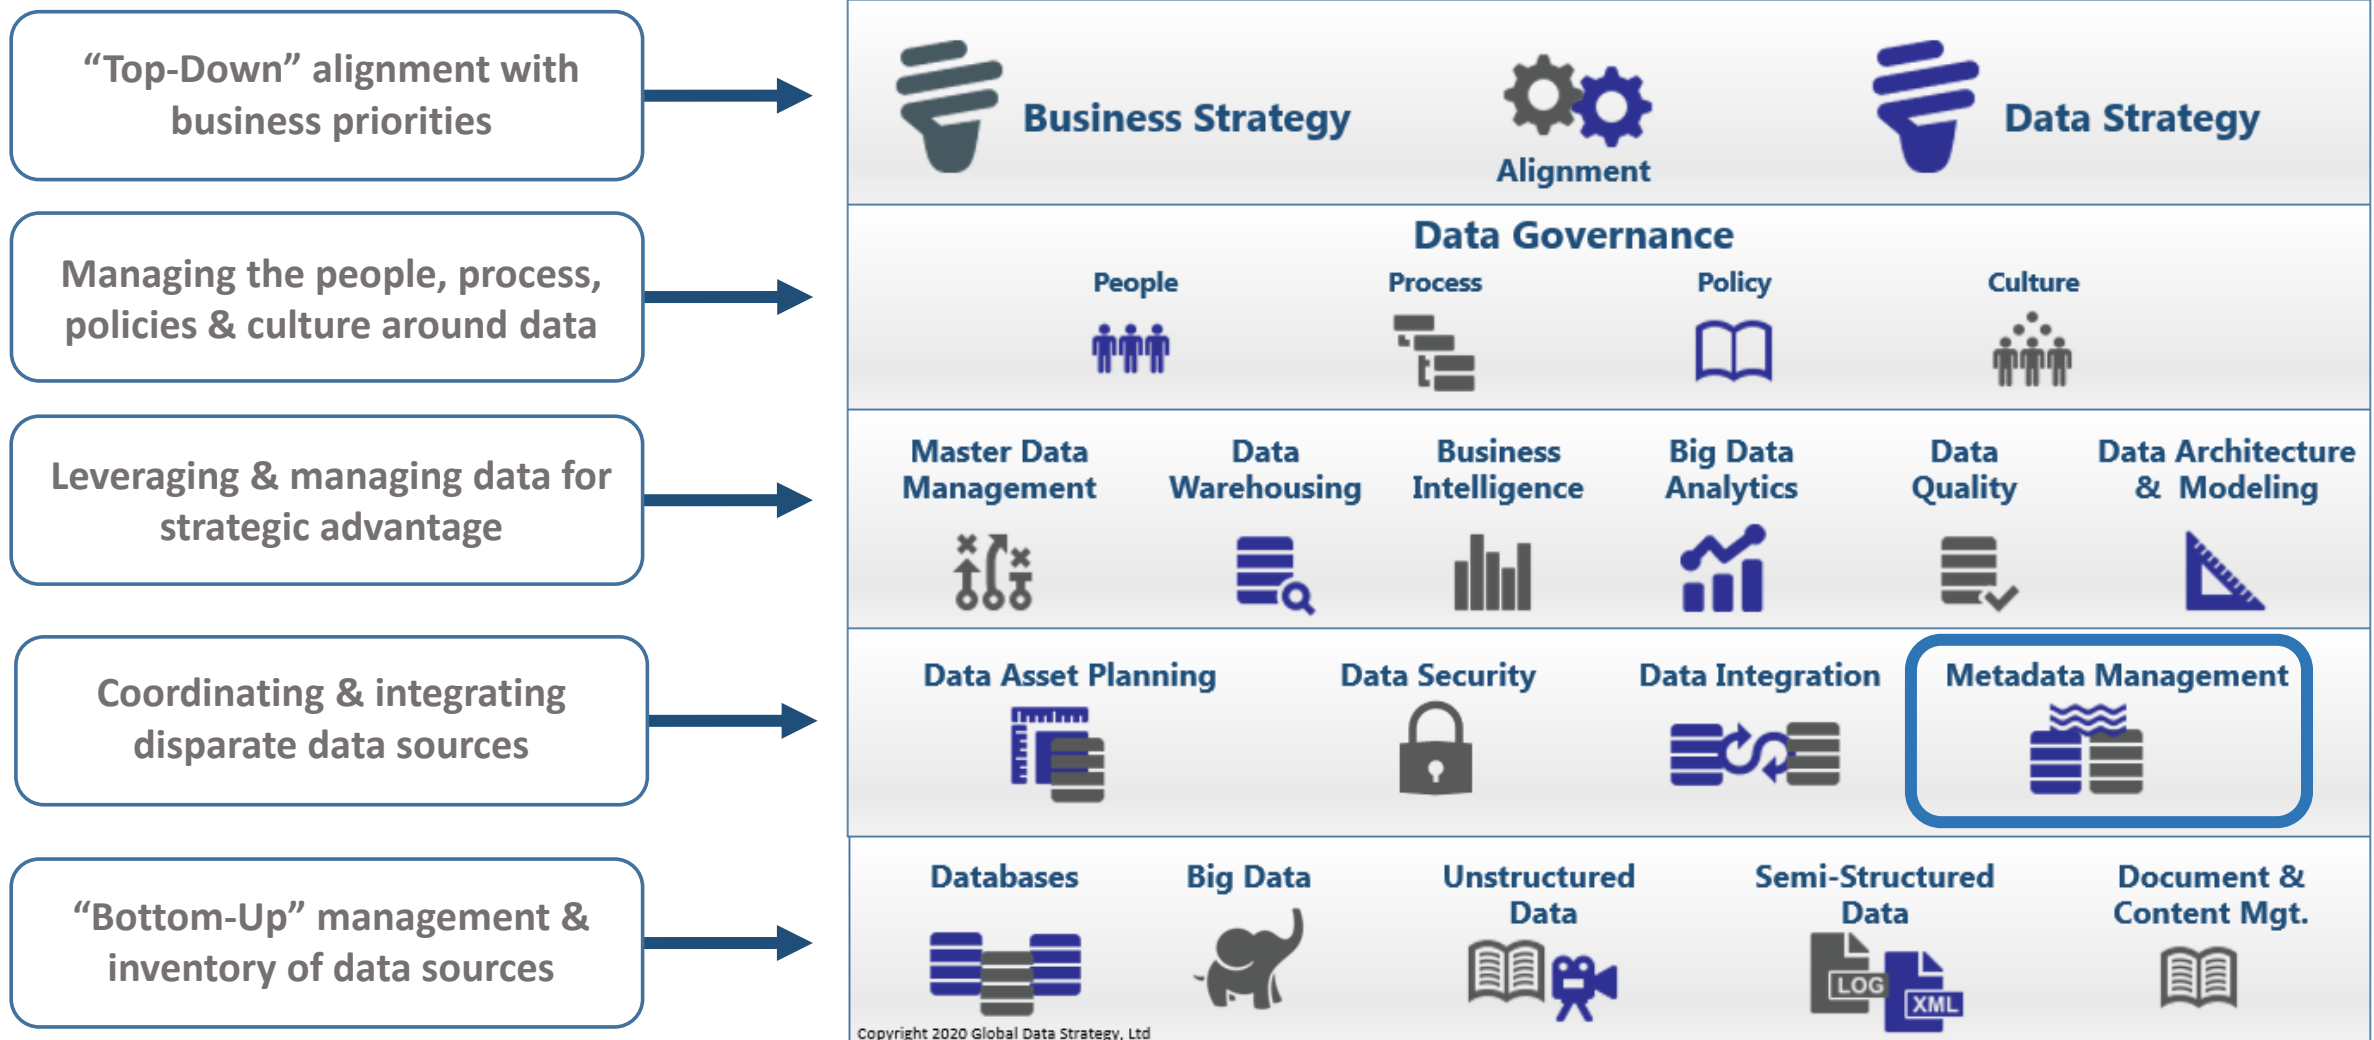 “Top-Down” alignment with
business priorities
Business Strategy
Alignment
Data Strategy
Managing the people, process,
policies & culture around data
Data Governance
People
Process
Policy
Culture
Leveraging & managing data for
strategic advantage
Master Data
Management
Data
Warehousing
Business
Intelligence
Big Data
Analytics
Data
Quality
Data Architecture
& Modeling
Coordinating & integrating
disparate data sources
Data Asset Planning
Data Security
Data Integration
Metadata Management
“Bottom-Up” management &
inventory of data sources
Databases
Big Data
Unstructured
Data
Semi-Structured
Data
LOG
XML
Document &
Content Mgt.
Copyright 2020 Global Data Strategy, Ltd